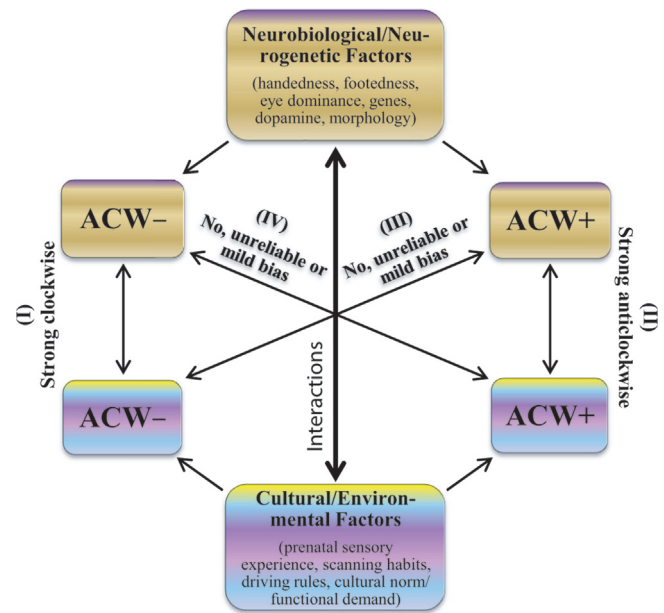 Neurobiological/Neu-
rogenetic Factors
(handedness, footedness,
eye dominance, genes,
dopamine, morphology)
ACW–
(IV)
No, unreliable or
mild bias
(III)
No, unreliable or
mild bias
ACW+
(I)
Strong clockwise
(II)
Strong anticlockwise
ACW–
Interactions
ACW+
Cultural/Environ-
mental Factors
(prenatal sensory
experience, scanning habits,
driving rules, cultural norm/
functional demand)